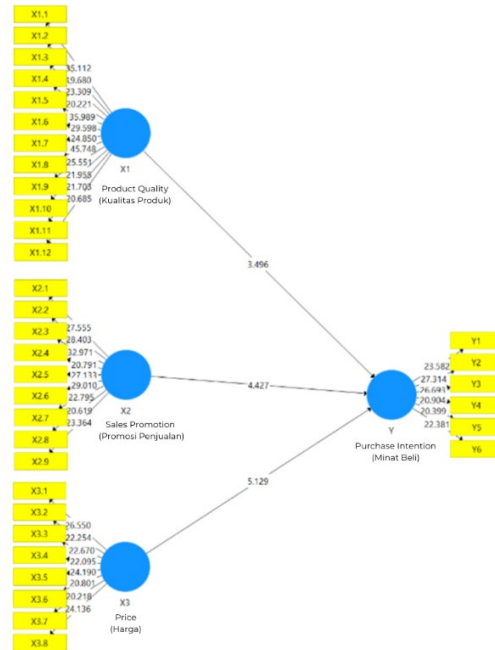 X1.1
X1.2
X1.3
X1.4
X1.5
X1.6
X1.7
X1.8
X1.9
X1.10
X1.11
X1.12
19.680
23.309
20.221
35.989
29.598
24.850
45.748
25.551
21.955
21.703
20.685
X1
Product Quality
(Kualitas Produk)
3.496
X2.1
X2.2
X2.3
X2.4
X2.5
X2.6
X2.7
X2.8
X2.9
27.555
28.403
32.971
20.791
27.133
29.010
22.795
20.619
23.364
X2
Sales Promotion
(Promosi Penjualan)
4.427
Y1
Y2
Y3
Y4
Y5
Y6
23.582
27.314
26.693
20.904
20.399
22.381
Y
Purchase Intention
(Minat Beli)
X3.1
X3.2
X3.3
X3.4
X3.5
X3.6
X3.7
X3.8
26.550
22.254
22.670
22.095
24.190
20.801
20.218
24.136
X3
Price
(Harga)
5.129